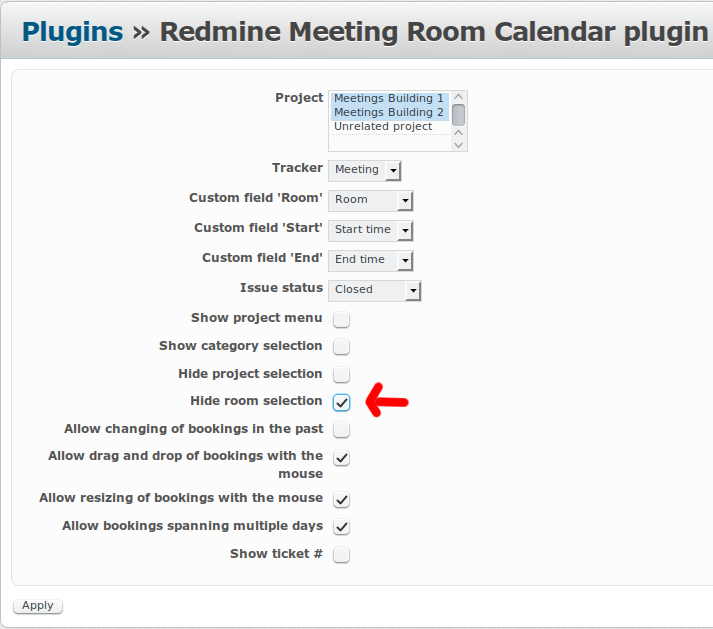 Plugins » Redmine Meeting Room Calendar plugin
Project
Meetings Building 1
Meetings Building 2
Unrelated project
Tracker Meeting
Custom field 'Room' Room
Custom field 'Start' Start time
Custom field 'End' End time
Issue status Closed
Show project menu
Show category selection
Hide project selection
Hide room selection
Allow changing of bookings in the past
Allow drag and drop of bookings with the
mouse
Allow resizing of bookings with the mouse
Allow bookings spanning multiple days
Show ticket #
Apply